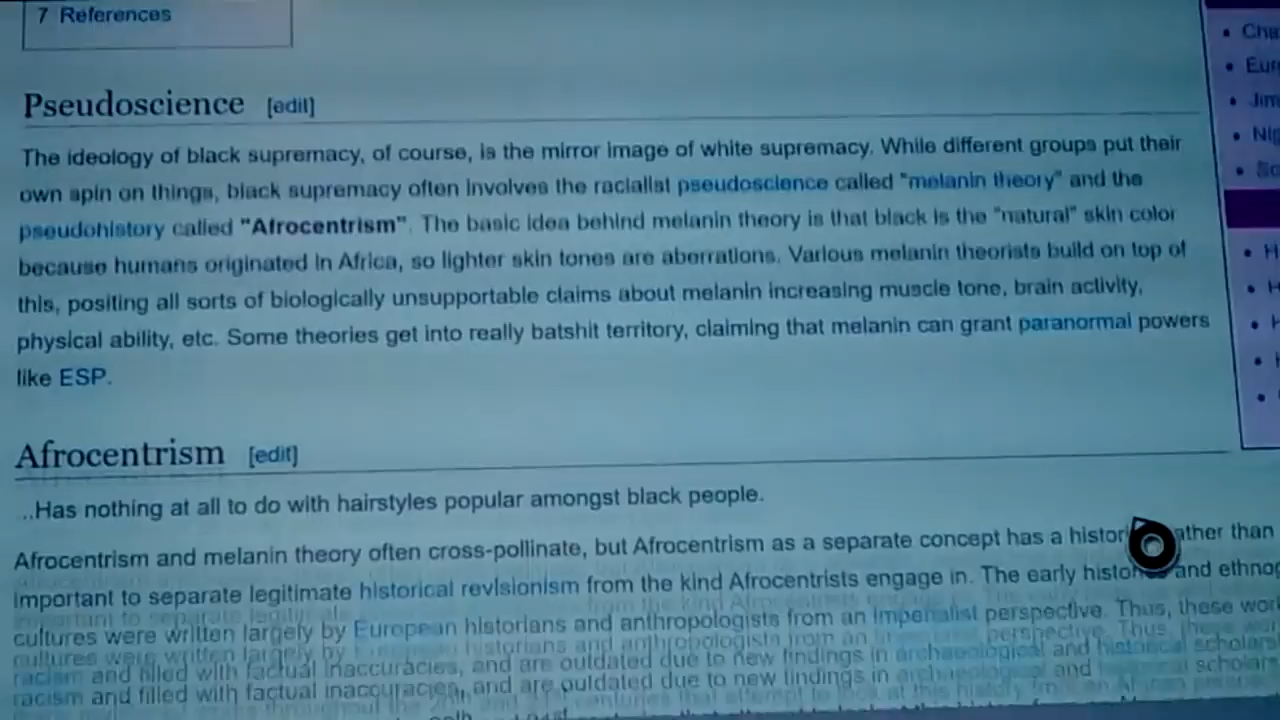 7 References
Pseudoscience [edit]
The ideology of black supremacy, of course, is the mirror image of white supremacy. While different groups put their
own spin on things, black supremacy often involves the racialist pseudoscience called "melanin theory" and the
pseudohistory called "Afrocentrism". The basic idea behind melanin theory is that black is the "natural" skin color
because humans originated in Africa, so lighter skin tones are aberrations. Various melanin theorists build on top of
this, positing all sorts of biologically unsupportable claims about melanin increasing muscle tone, brain activity,
physical ability, etc. Some theories get into really batshit territory, claiming that melanin can grant paranormal powers
like ESP.
Afrocentrism [edit]
..Has nothing at all to do with hairstyles popular amongst black people.
Afrocentrism and melanin theory often cross-pollinate, but Afrocentrism as a separate concept has a than
important to separate legitimate historical revisionism from the kind Afrocentrists engage in. The early and
cultures were written largely by European historians and anthropologists from an imperialist perspective. Thus, these
racism and filled with factual inaccuracies, and are outdated due to new findings in archaeological and historical